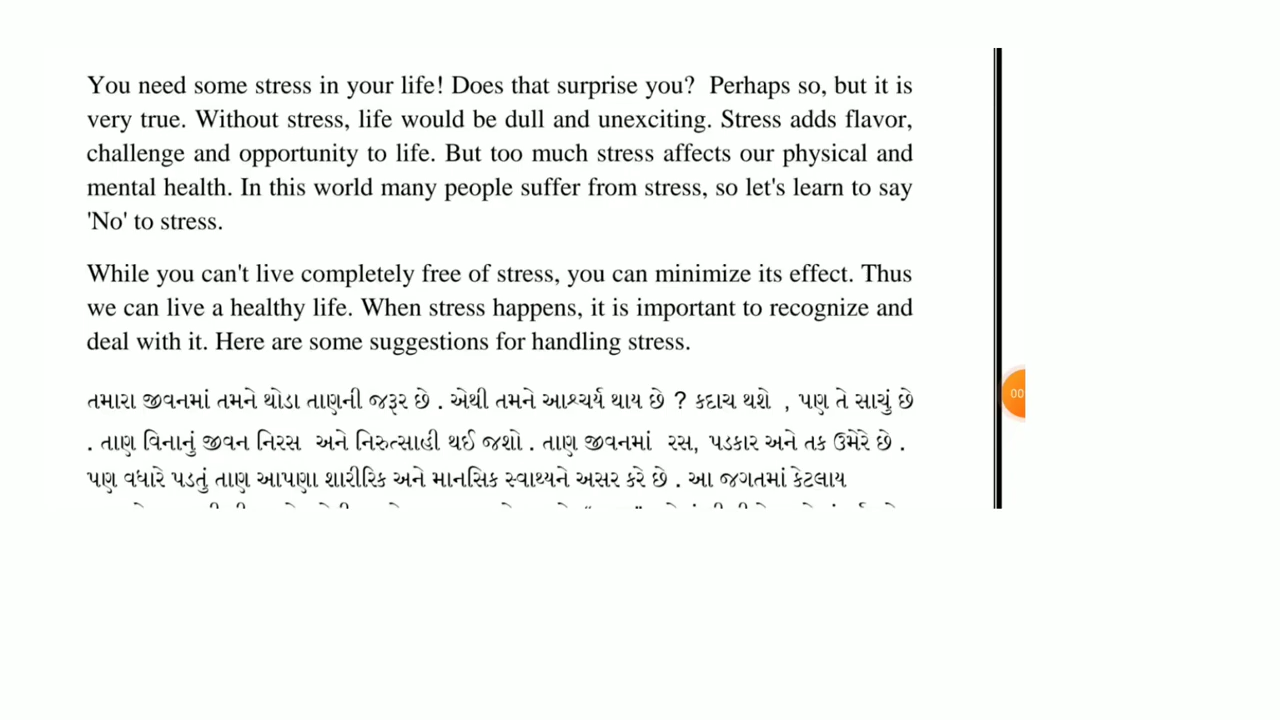 You need some stress in your life! Does that surprise you?  Perhaps so, but it is
very true. Without stress, life would be dull and unexciting. Stress adds flavor,
challenge and opportunity to life. But too much stress affects our physical and
mental health. In this world many people suffer from stress, so let's learn to say
'No' to stress.
While you can't live completely free of stress, you can minimize its effect. Thus
we can live a healthy life. When stress happens, it is important to recognize and
deal with it. Here are some suggestions for handling stress.
તમારા જીવનમાં તમને થોડા તાણની જરૂર છે . એથી તમને આશ્ચર્ય થાય છે ? કદાચ થશે  , પણ તે સાચું છે
. તાણ વિનાનું જીવન નિરસ  અને નિરુત્સાહી થઈ જશો . તાણ જીવનમાં  રસ, પડકાર અને તક ઉમેરે છે .
પણ વધારે પડતું તાણ આપણા શારીરિક અને માનસિક સ્વાથ્યને અસર કરે છે . આ જગતમાં કેટલાય
00